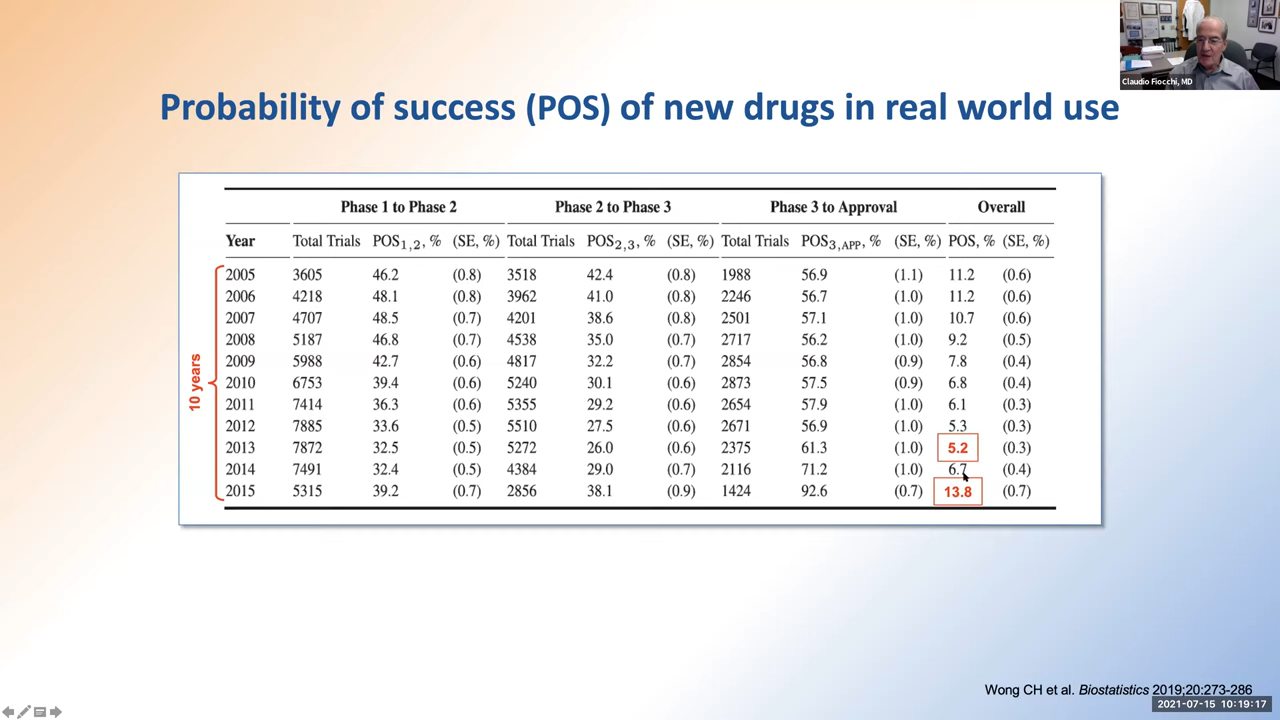 Claudio Fiocchi, MD
Probability of success (POS) of new drugs in real world use
Phase 1 to Phase 2 Phase 2 to Phase 3 Phase 3 to Approval Overall
Year Total Trials POS1,2, % (SE, %) Total Trials POS2,3, % (SE, %) Total Trials POS3,APP, % (SE, %) POS, % (SE, %)
2005 3605 46.2 (0.8) 3518 42.4 (0.8) 1988 56.9 (1.1) 11.2 (0.6)
2006 4218 48.1 (0.8) 3962 41.0 (0.8) 2246 56.7 (1.0) 11.2 (0.6)
2007 4707 48.5 (0.7) 4201 38.6 (0.8) 2501 57.1 (1.0) 10.7 (0.6)
2008 5187 46.8 (0.7) 4538 35.0 (0.7) 2717 56.2 (1.0) 9.2 (0.5)
2009 5988 42.7 (0.6) 4817 32.2 (0.7) 2854 56.8 (0.9) 7.8 (0.4)
2010 6753 39.4 (0.6) 5240 30.1 (0.6) 2873 57.5 (0.9) 6.8 (0.4)
2011 7414 36.3 (0.6) 5355 29.2 (0.6) 2654 57.9 (1.0) 6.1 (0.3)
2012 7885 33.6 (0.5) 5510 27.5 (0.6) 2671 56.9 (1.0) 5.3 (0.3)
2013 7872 32.5 (0.5) 5272 26.0 (0.6) 2375 61.3 (1.0) 5.2 (0.3)
2014 7491 32.4 (0.5) 4384 29.0 (0.7) 2116 71.2 (1.0) 6.7 (0.4)
2015 5315 39.2 (0.7) 2856 38.1 (0.9) 1424 92.6 (0.7) 13.8 (0.7)
10 years
Wong CH et al. Biostatistics 2019;20:273-286
2021-07-15 10:19:17